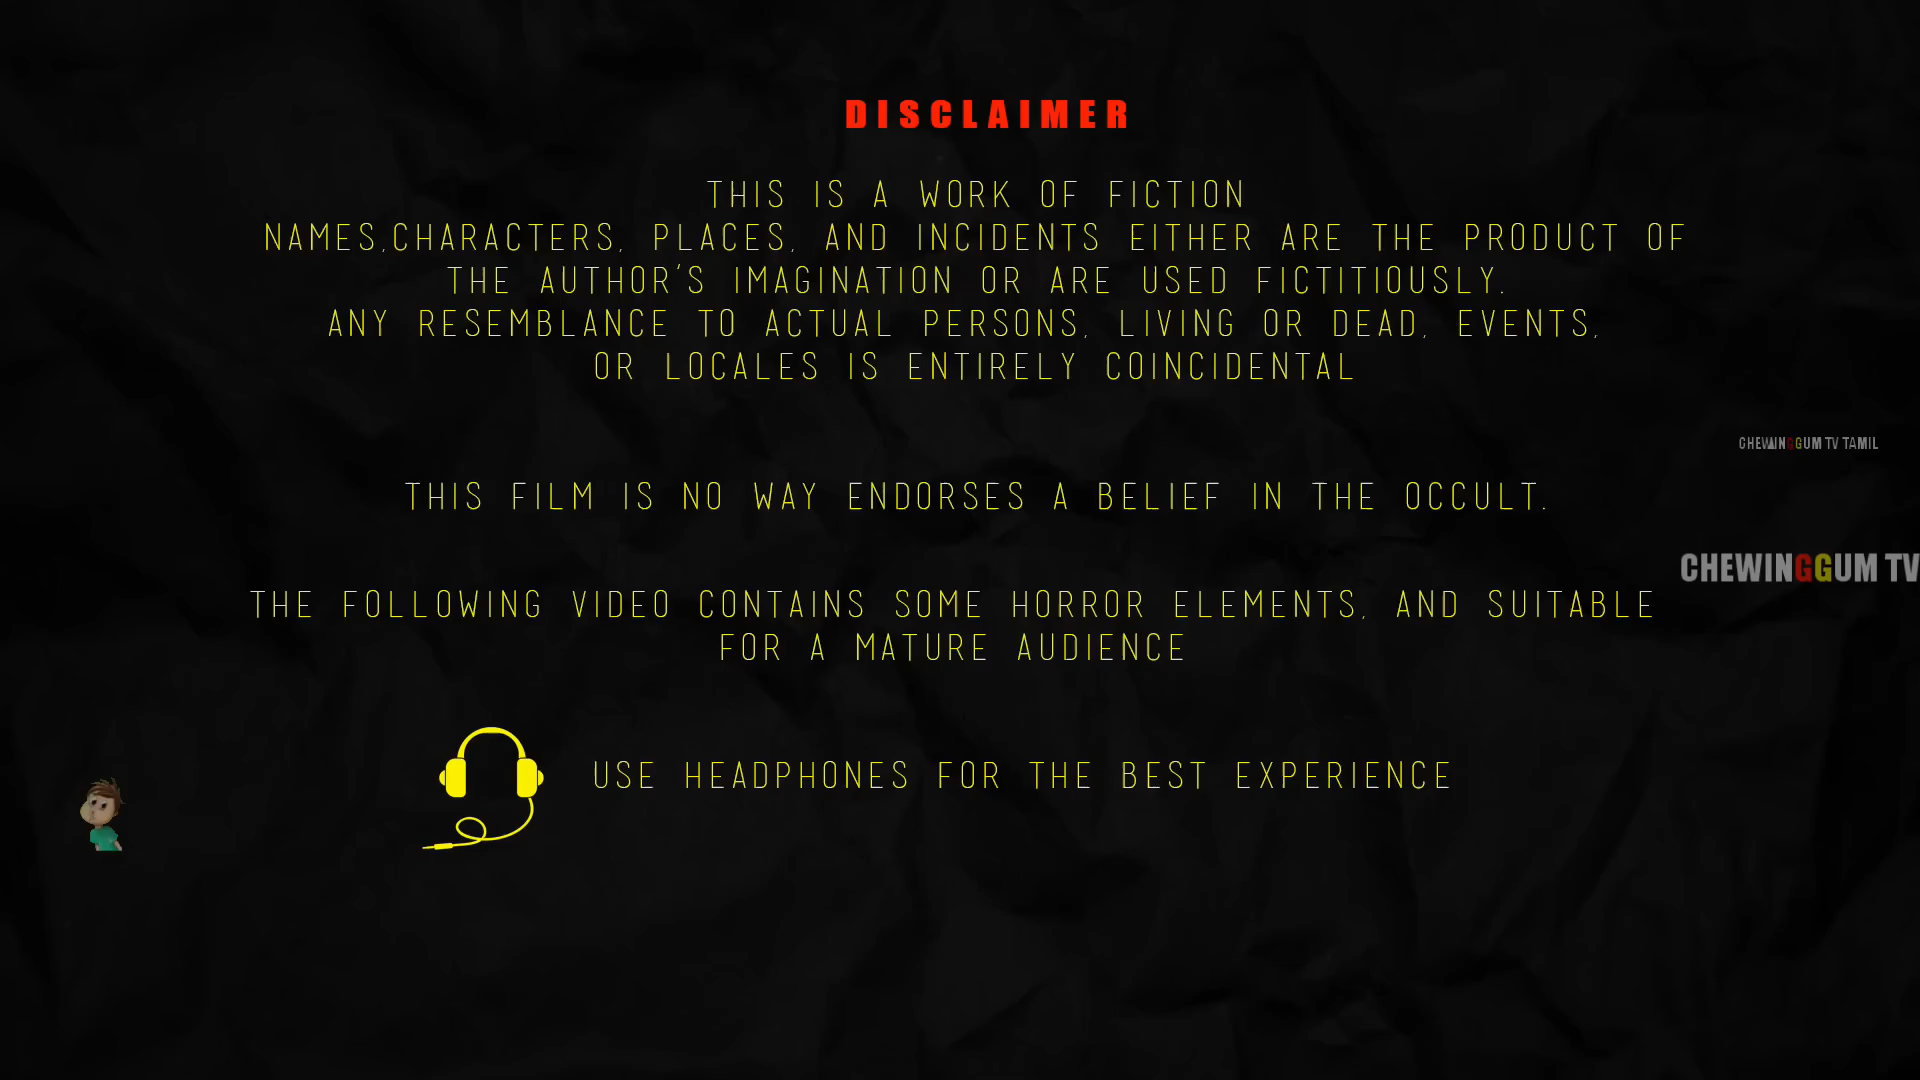 DISCLAIMER
THIS IS A WORK OF FICTION
NAMES,CHARACTERS, PLACES, AND INCIDENTS EITHER ARE THE PRODUCT OF
THE AUTHOR'S IMAGINATION OR ARE USED FICTITIOUSLY.
ANY RESEMBLANCE TO ACTUAL PERSONS, LIVING OR DEAD, EVENTS,
OR LOCALES IS ENTIRELY COINCIDENTAL
CHEWINGGUM TV TAMIL
THIS FILM IS NO WAY ENDORSES A BELIEF IN THE OCCULT.
CHEWINGGUM TV
THE FOLLOWING VIDEO CONTAINS SOME HORROR ELEMENTS, AND SUITABLE
FOR A MATURE AUDIENCE
USE HEADPHONES FOR THE BEST EXPERIENCE